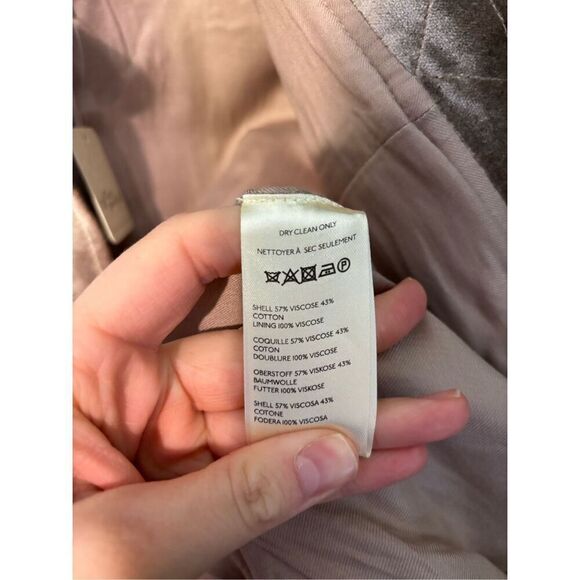 DRY CLEAN ONLY
NETTOYER À SEC SEULEMENT
P
SHELL 57% VISCOSE 43%
COTTON
LINING 100% VISCOSE
COQUILLE 57% VISCOSE 43%
COTON
DOUBLURE 100% VISCOSE
OBERSTOFF 57% VISKOSE 43%
BAUMWOLLE
FUTTER 100% VISKOSE
SHELL 57% VISCOSA 43%
COTONE
FODERA 100% VISCOSA